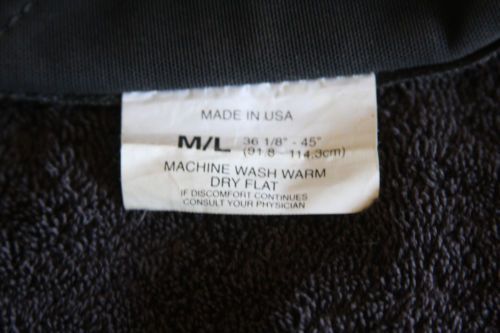 MADE IN USA
M/L 36 1/8" - 45"
(91.8 - 114.3cm)
MACHINE WASH WARM
DRY FLAT
IF DISCOMFORT CONTINUES
CONSULT YOUR PHYSICIAN